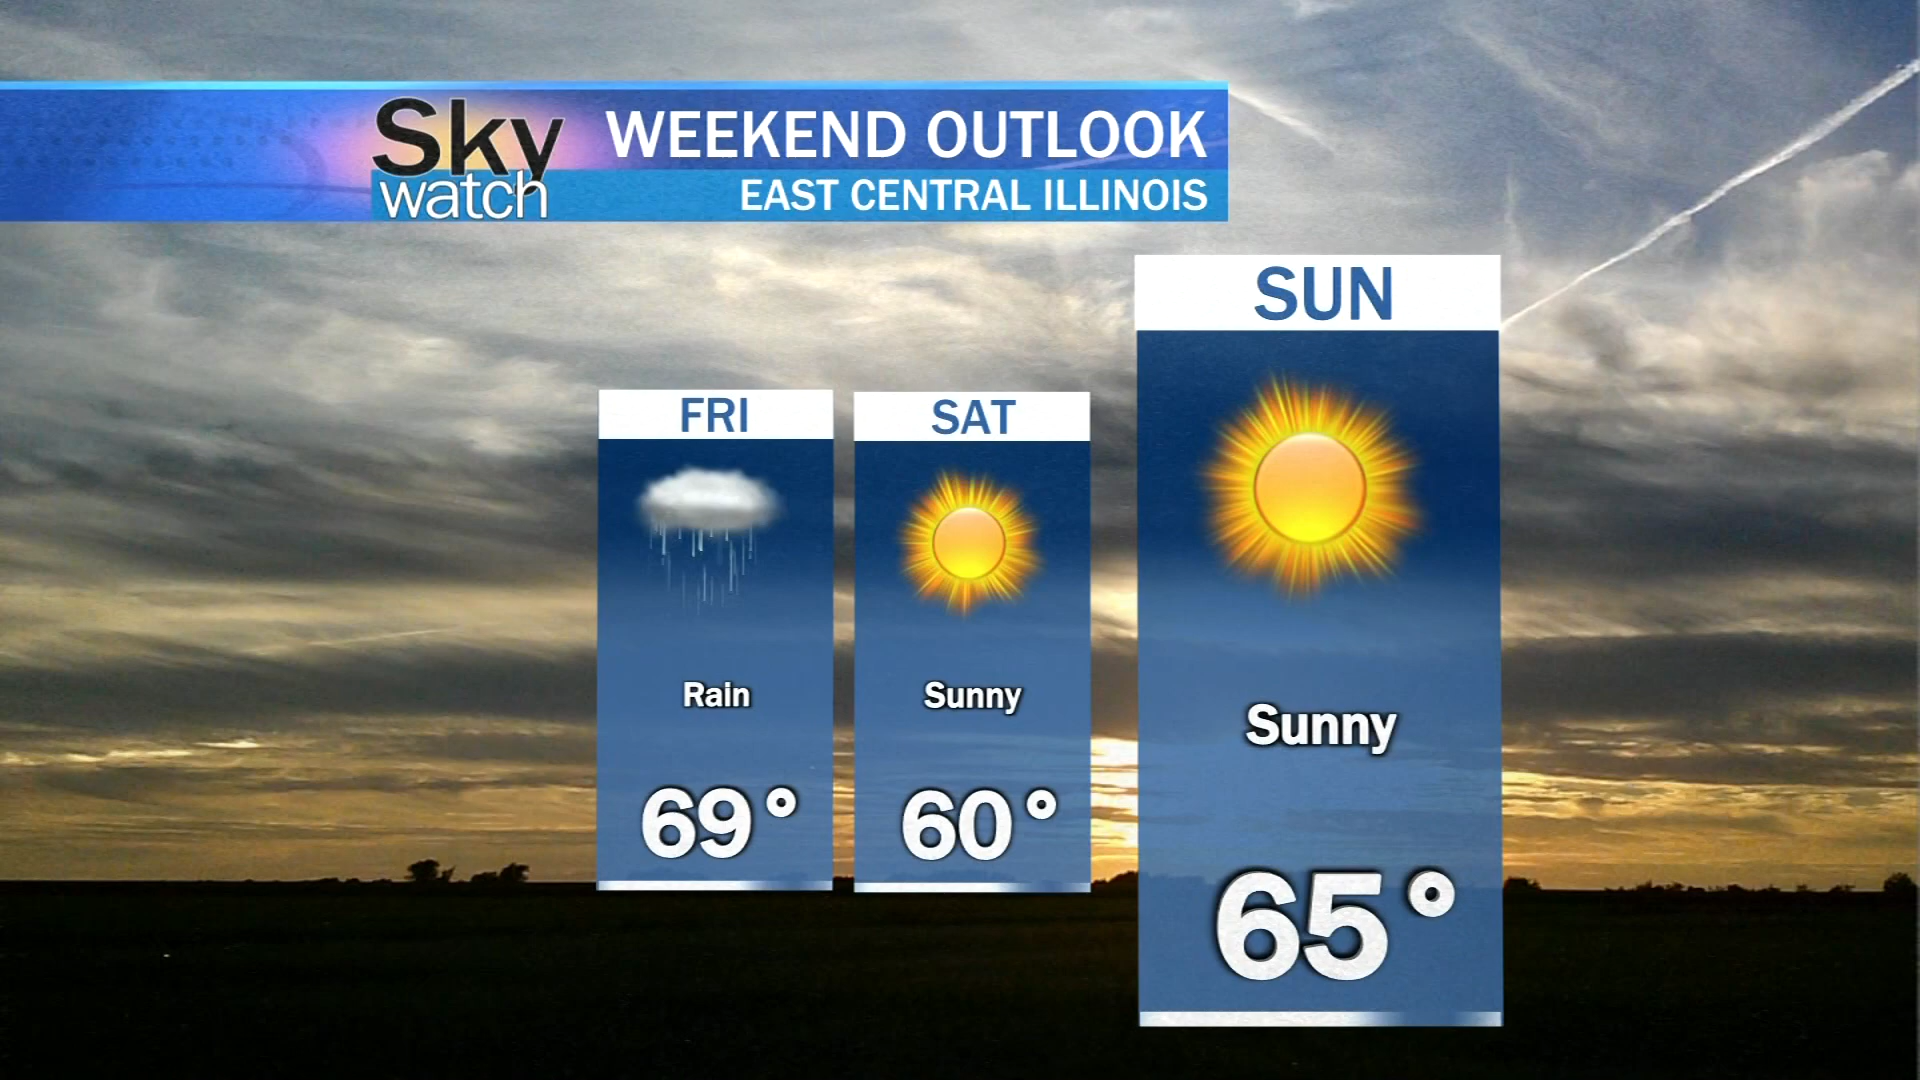 Sky
watch
WEEKEND OUTLOOK
EAST CENTRAL ILLINOIS
FRI
Rain
69°
SAT
Sunny
60°
SUN
Sunny
65°